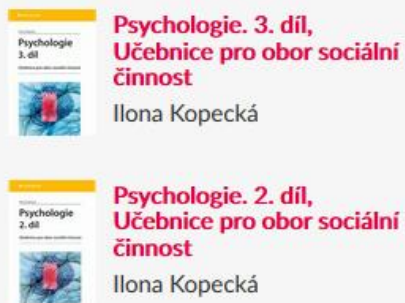 Psychologie. 3. díl,
Učebnice pro obor sociální
činnost
Ilona Kopecká
Psychologie
3. díl
Psychologie. 2. díl,
Učebnice pro obor sociální
činnost
Ilona Kopecká
Psychologie
2. díl